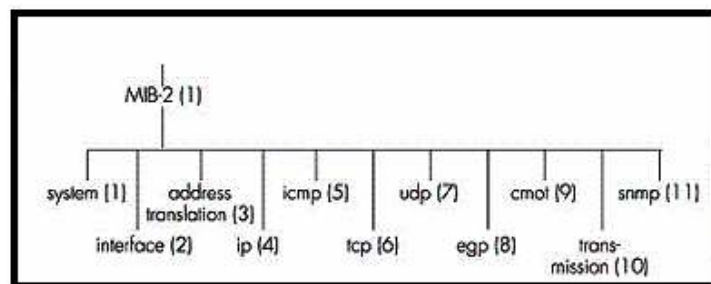 MIB-2 (1)
system (1) address icmp (5) udp (7) cmot (9) snmp (11)
translation (3)
interface (2) ip (4) tcp (6) egp (8) trans-
mission (10)